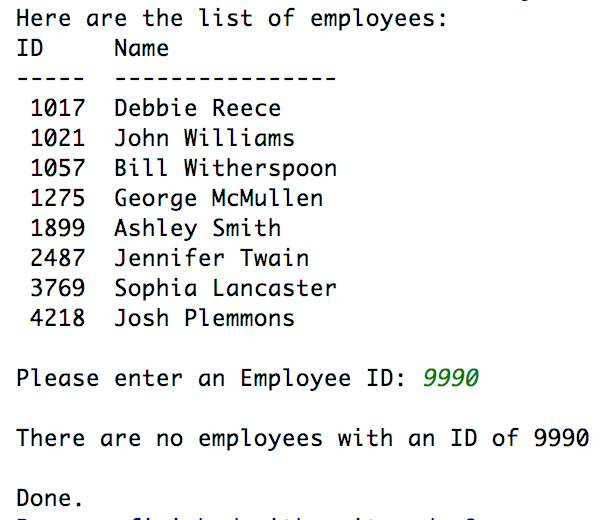 Here are the list of employees:
ID     Name
-----  ----------------
 1017  Debbie Reece
 1021  John Williams
 1057  Bill Witherspoon
 1275  George McMullen
 1899  Ashley Smith
 2487  Jennifer Twain
 3769  Sophia Lancaster
 4218  Josh Plemmons
Please enter an Employee ID: 9990
There are no employees with an ID of 9990
Done.